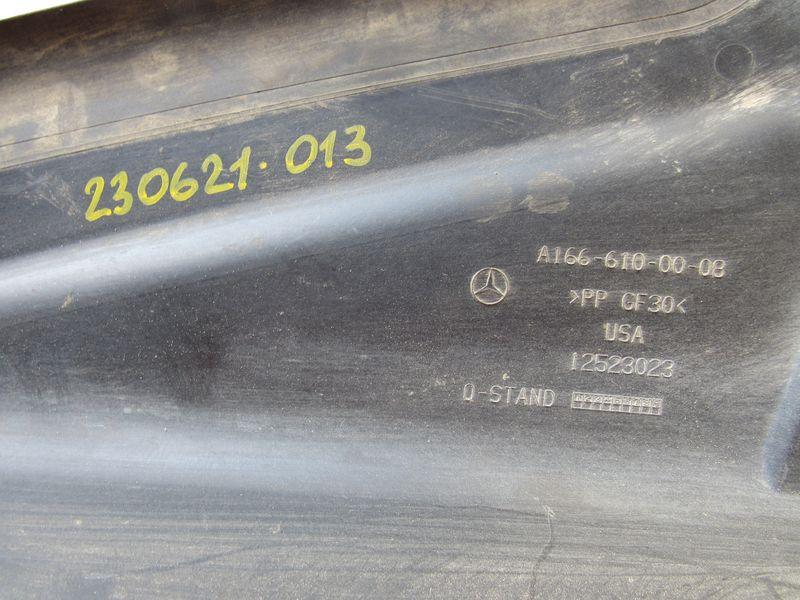 230621.013
A166-610-00-08
>PP GF30<
USA
12523023
Q-STAND